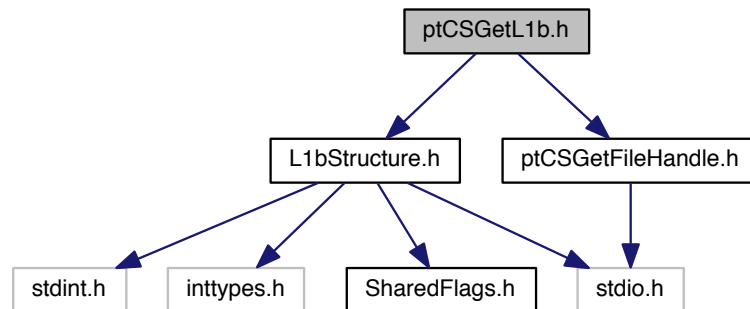 ptCSGetL1b.h
L1bStructure.h
ptCSGetFileHandle.h
stdint.h
inttypes.h
SharedFlags.h
stdio.h